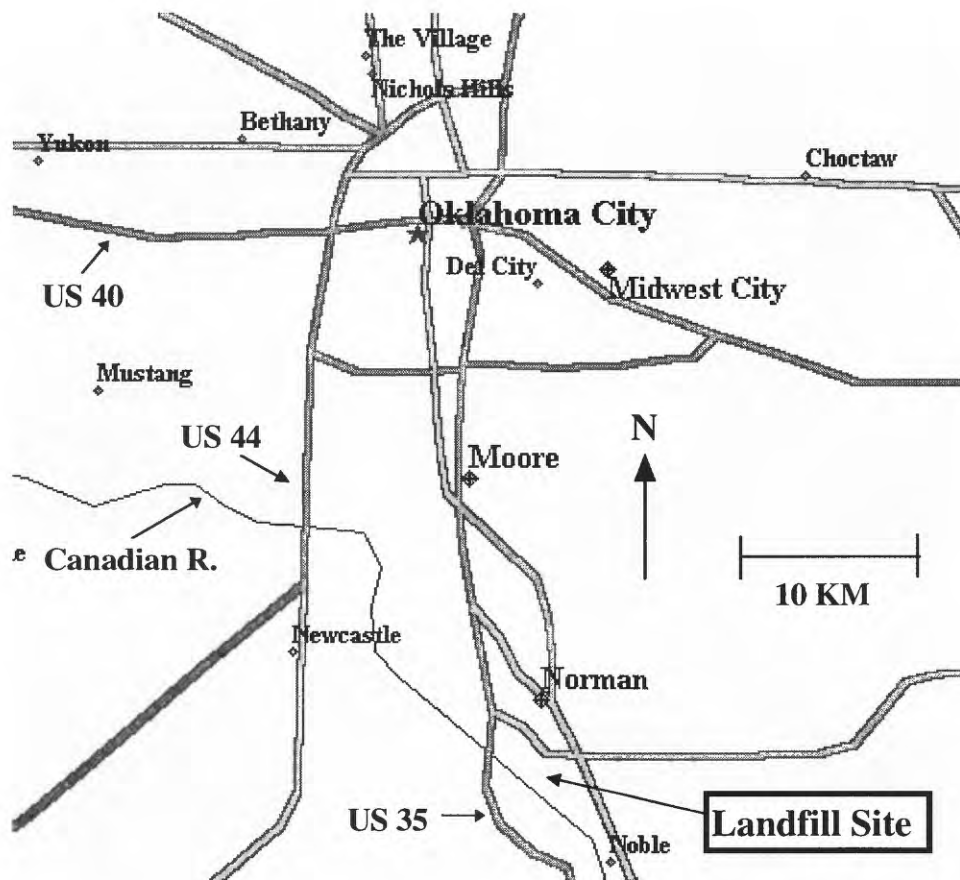 The Village
Nichols Hills
Bethany
Yukon
Choctaw
Oklahoma City
Del City
US 40
Midwest City
Mustang
N
US 44
Moore
Canadian R.
10 KM
Newcastle
Norman
US 35
Landfill Site
Noble